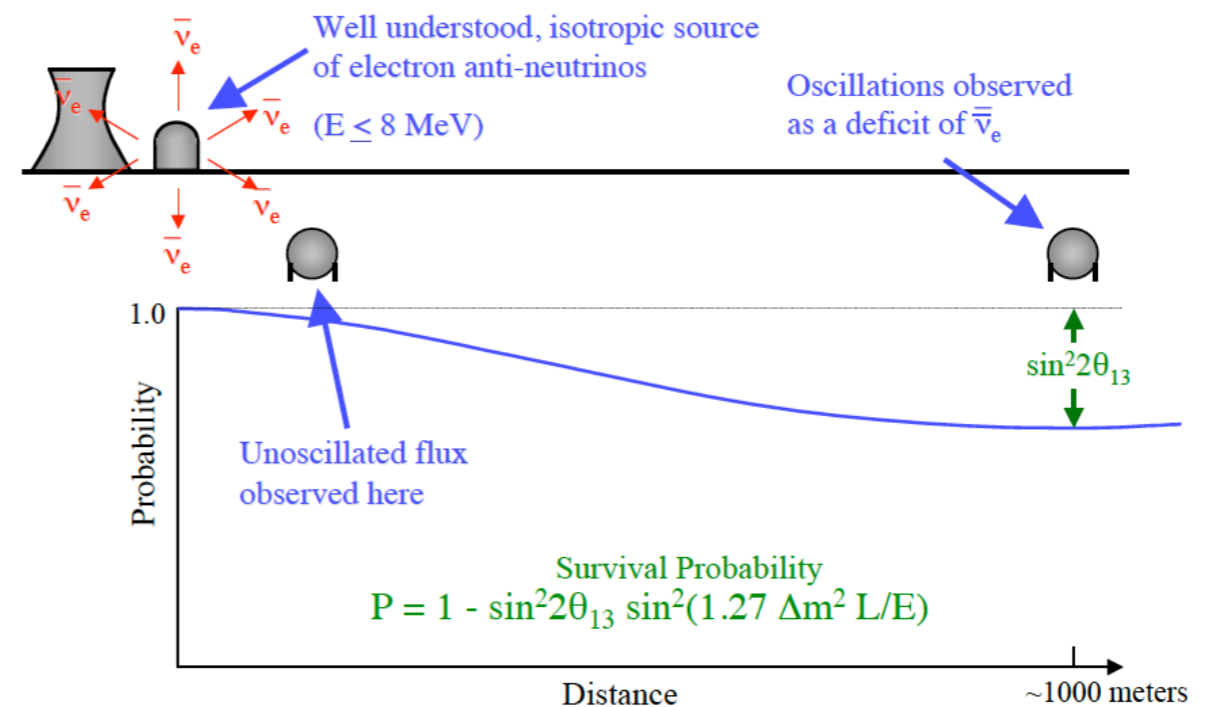 ν̅e
Well understood, isotropic source
of electron anti-neutrinos
(E ≤ 8 MeV)
ν̅e
ν̅e
ν̅e
ν̅e
ν̅e
Oscillations observed
as a deficit of ν̅e
1.0
Probability
Unoscillated flux
observed here
sin²2θ₁₃
Survival Probability
P = 1 - sin²2θ₁₃ sin²(1.27 Δm² L/E)
Distance
~1000 meters